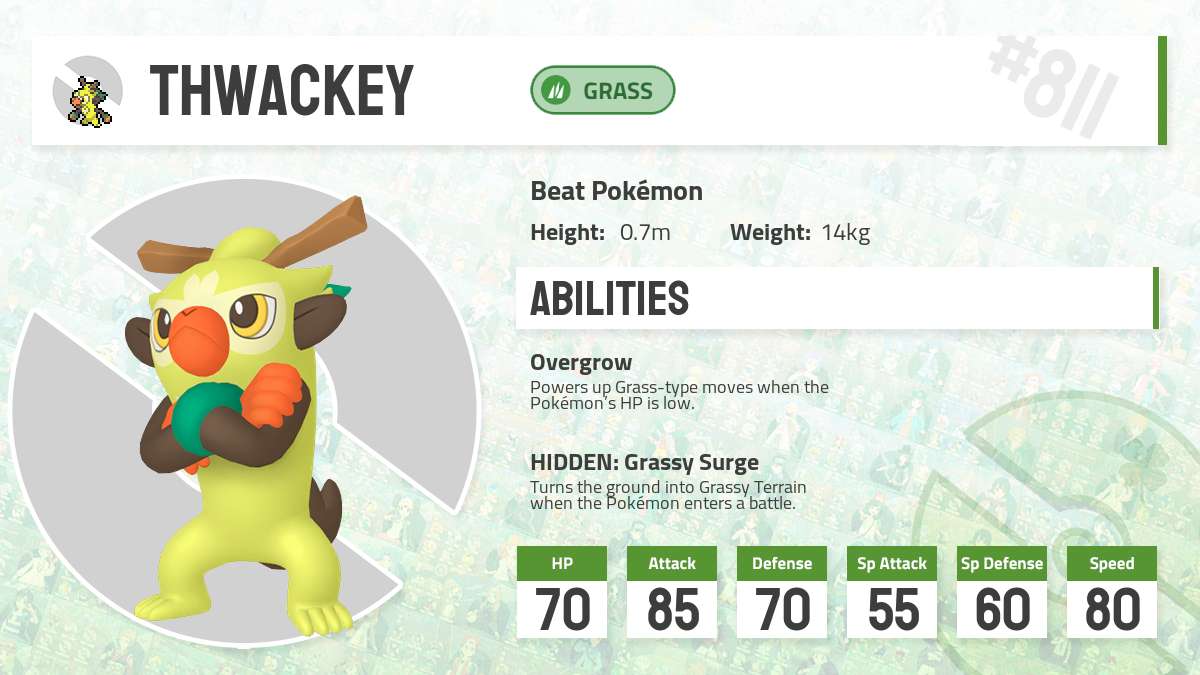 THWACKEY
GRASS
#811
Beat Pokémon
Height: 0.7m Weight: 14kg
ABILITIES
Overgrow
Powers up Grass-type moves when the
Pokémon's HP is low.
HIDDEN: Grassy Surge
Turns the ground into Grassy Terrain
when the Pokémon enters a battle.
HP Attack Defense Sp Attack Sp Defense Speed
70 85 70 55 60 80